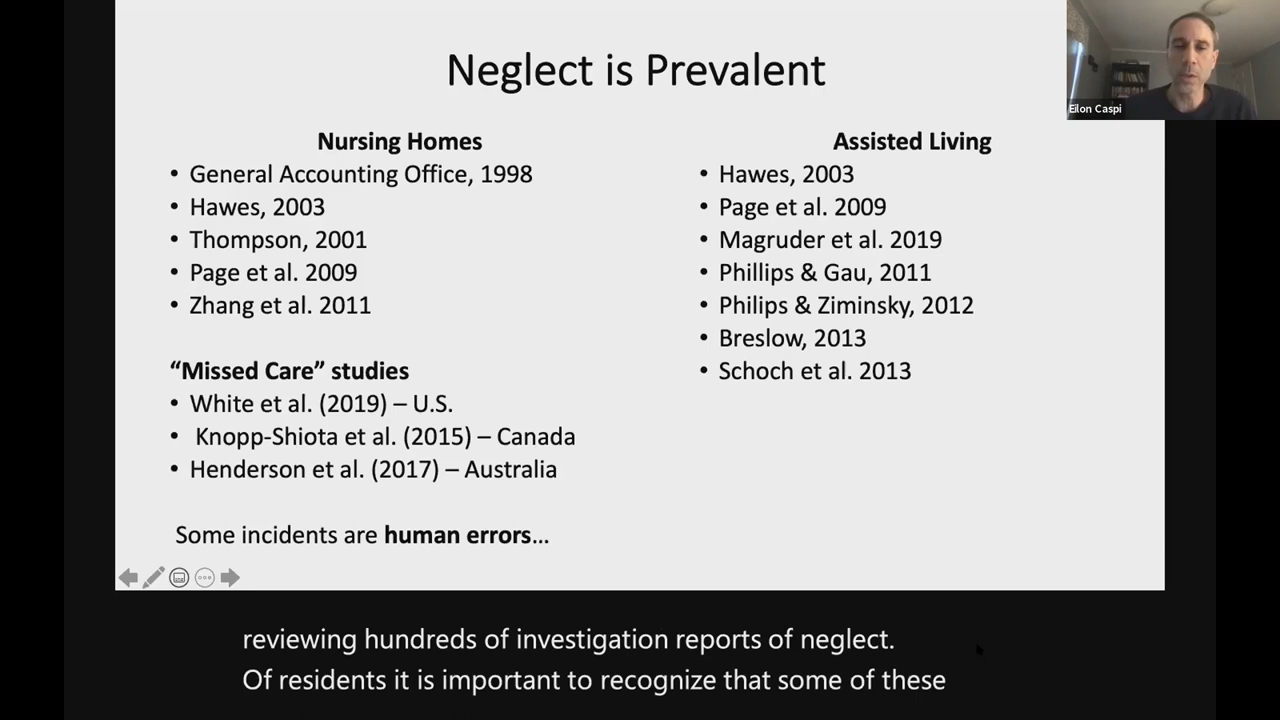 Neglect is Prevalent
Eilon Caspi
Nursing Homes
• General Accounting Office, 1998
• Hawes, 2003
• Thompson, 2001
• Page et al. 2009
• Zhang et al. 2011
“Missed Care” studies
• White et al. (2019) – U.S.
• Knopp-Shiota et al. (2015) – Canada
• Henderson et al. (2017) – Australia
Some incidents are human errors...
Assisted Living
• Hawes, 2003
• Page et al. 2009
• Magruder et al. 2019
• Phillips & Gau, 2011
• Philips & Ziminsky, 2012
• Breslow, 2013
• Schoch et al. 2013
reviewing hundreds of investigation reports of neglect.
Of residents it is important to recognize that some of these